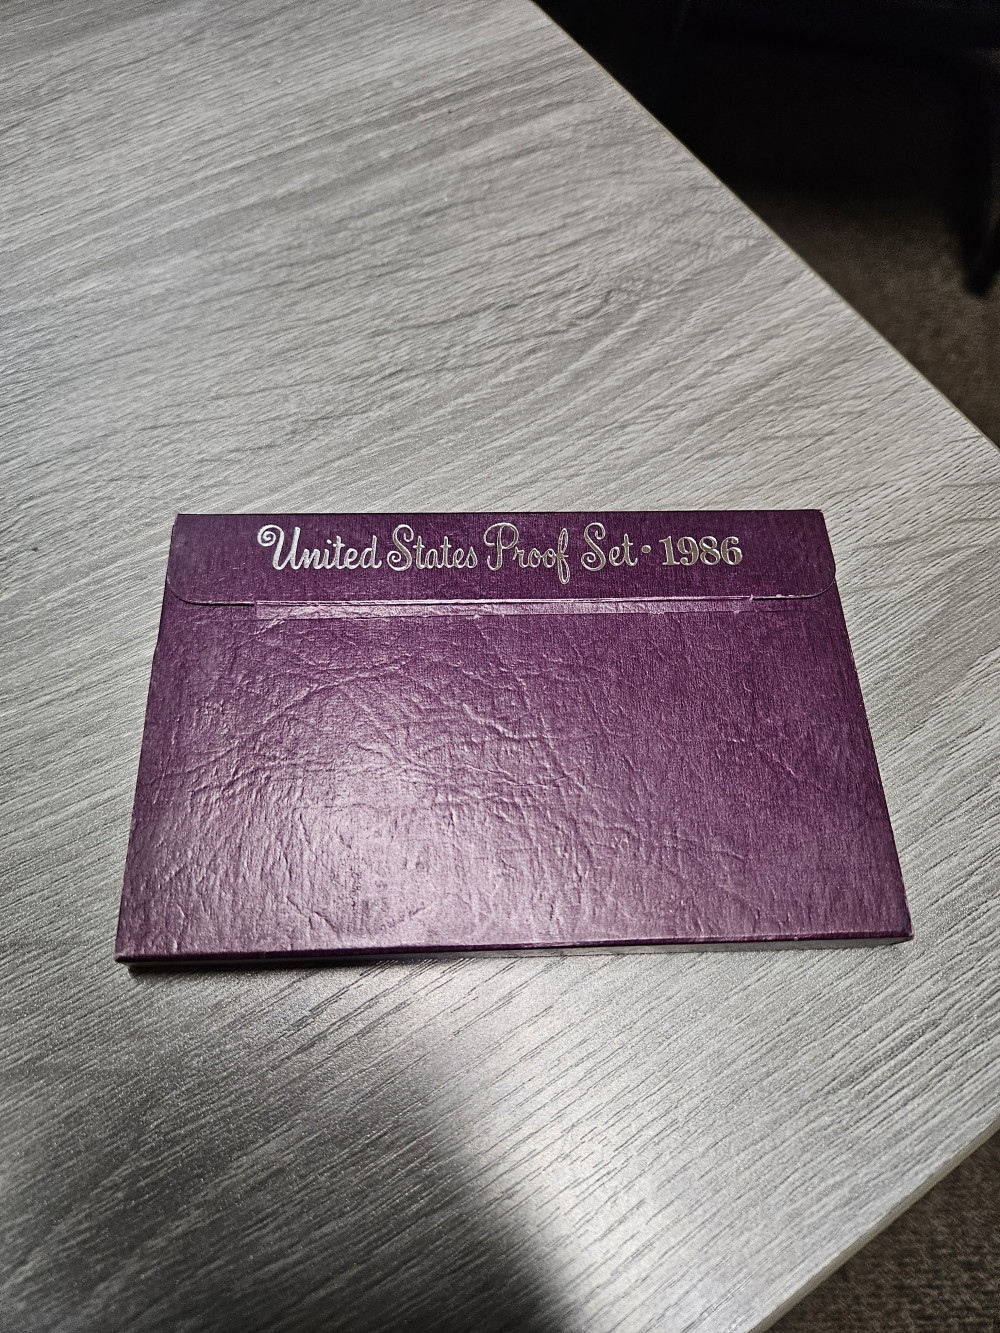 United States Proof Set • 1986